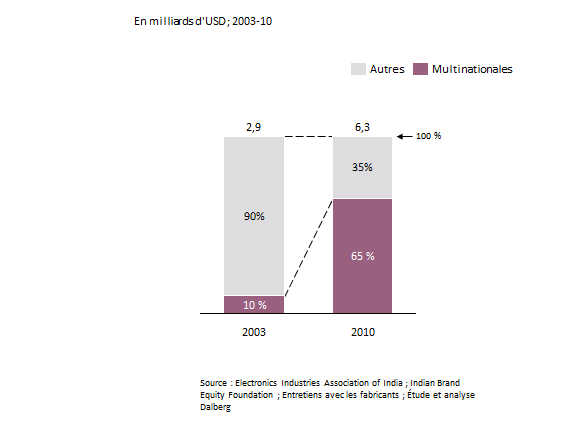 En milliards d'USD; 2003-10
Autres Multinationales
2,9 6,3
100 %
35%
90%
65 %
10 %
2003 2010
Source : Electronics Industries Association of India ; Indian Brand
Equity Foundation ; Entretiens avec les fabricants ; Étude et analyse
Dalberg